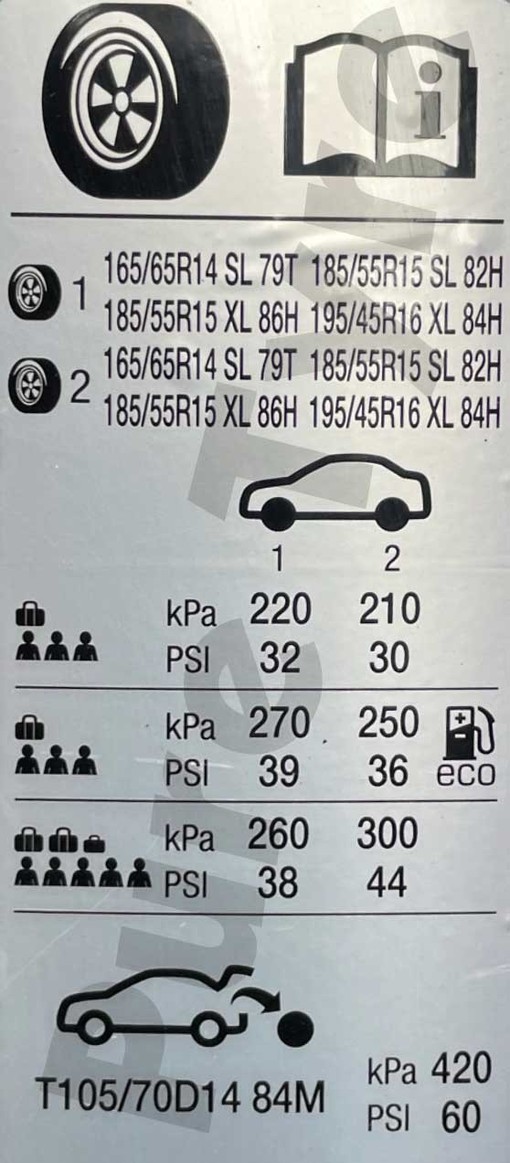 i
1 165/65R14 SL 79T 185/55R15 SL 82H
185/55R15 XL 86H 195/45R16 XL 84H
2 165/65R14 SL 79T 185/55R15 SL 82H
185/55R15 XL 86H 195/45R16 XL 84H
1 2
kPa 220 210
PSI 32 30
kPa 270 250
PSI 39 36 eco
kPa 260 300
PSI 38 44
T105/70D14 84M
kPa 420
PSI 60
Pure Tyre